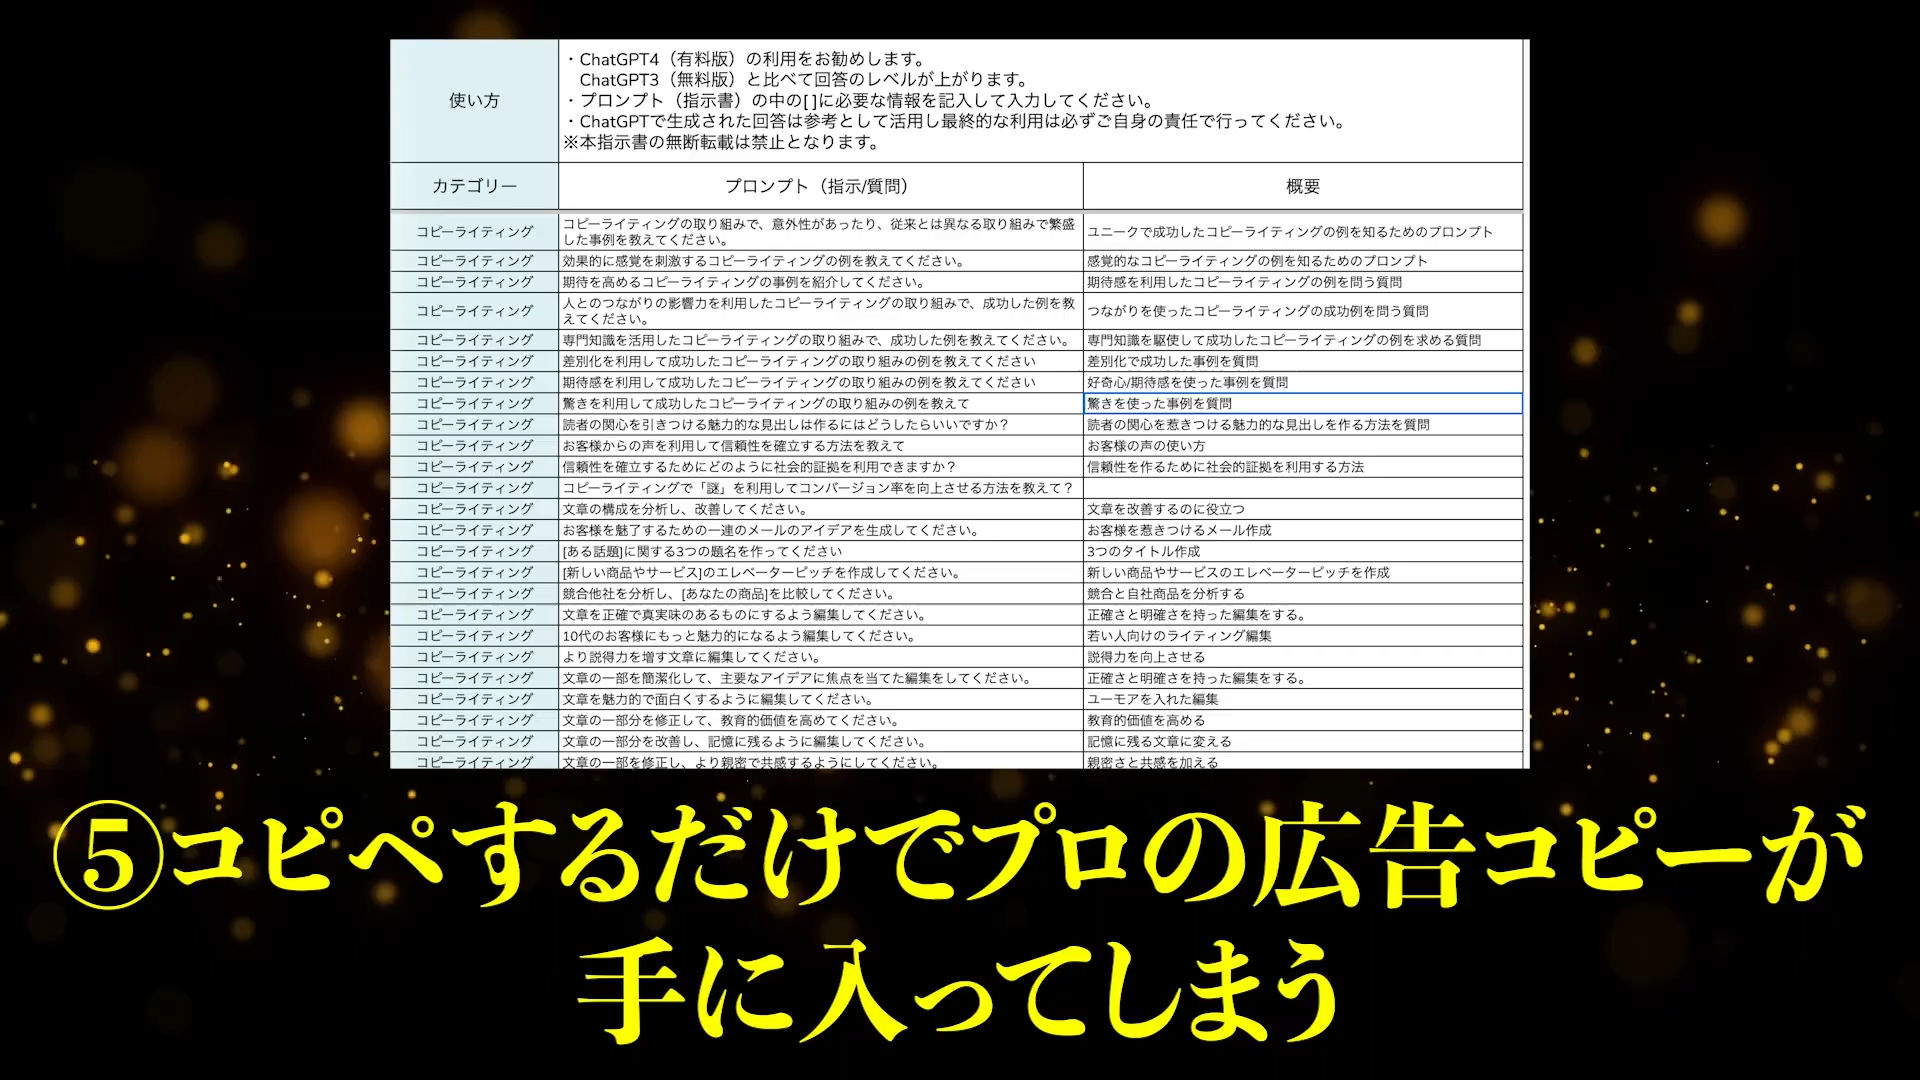 使い方
・ChatGPT4（有料版）の利用をお勧めします。
ChatGPT3（無料版）と比べて回答のレベルが上がります。
・プロンプト（指示書）の中の[ ]に必要な情報を記入して入力してください。
・ChatGPTで生成された回答は参考として活用し最終的な利用は必ずご自身の責任で行ってください。
※本指示書の無断転載は禁止となります。
カテゴリー プロンプト（指示/質問） 概要
コピーライティング コピーライティングの取り組みで、意外性があったり、従来とは異なる取り組みで繁盛
した事例を教えてください。 ユニークで成功したコピーライティングの例を知るためのプロンプト
コピーライティング 効果的に感覚を刺激するコピーライティングの例を教えてください。 感覚的なコピーライティングの例を知るためのプロンプト
コピーライティング 期待を高めるコピーライティングの事例を紹介してください。 期待感を利用したコピーライティングの例を問う質問
コピーライティング 人とのつながりの影響力を利用したコピーライティングの取り組みで、成功した例を教
えてください。 つながりを使ったコピーライティングの成功例を問う質問
コピーライティング 専門知識を活用したコピーライティングの取り組みで、成功した例を教えてください。 専門知識を駆使して成功したコピーライティングの例を求める質問
コピーライティング 差別化を利用して成功したコピーライティングの取り組みの例を教えてください 差別化で成功した事例を質問
コピーライティング 期待感を利用して成功したコピーライティングの取り組みの例を教えてください 好奇心/期待感を使った事例を質問
コピーライティング 驚きを利用して成功したコピーライティングの取り組みの例を教えて 驚きを使った事例を質問
コピーライティング 読者の関心を引きつける魅力的な見出しは作るにはどうしたらいいですか？ 読者の関心を惹きつける魅力的な見出しを作る方法を質問
コピーライティング お客様からの声を利用して信頼性を確立する方法を教えて お客様の声の使い方
コピーライティング 信頼性を確立するためにどのように社会的証拠を利用できますか？ 信頼性を作るために社会的証拠を利用する方法
コピーライティング コピーライティングで「謎」を利用してコンバージョン率を向上させる方法を教えて？
コピーライティング 文章の構成を分析し、改善してください。 文章を改善するのに役立つ
コピーライティング お客様を魅了するための一連のメールのアイデアを生成してください。 お客様を惹きつけるメール作成
コピーライティング [ある話題]に関する3つの題名を作ってください 3つのタイトル作成
コピーライティング [新しい商品やサービス]のエレベーターピッチを作成してください。 新しい商品やサービスのエレベーターピッチを作成
コピーライティング 競合他社を分析し、[あなたの商品]を比較してください。 競合と自社商品を分析する
コピーライティング 文章を正確で真実味のあるものにするよう編集してください。 正確さと明確さを持った編集をする。
コピーライティング 10代のお客様にもっと魅力的になるよう編集してください。 若い人向けのライティング編集
コピーライティング より説得力を増す文章に編集してください。 説得力を向上させる
コピーライティング 文章の一部を簡潔化して、主要なアイデアに焦点を当てた編集をしてください。 正確さと明確さを持った編集をする。
コピーライティング 文章を魅力的で面白くするように編集してください。 ユーモアを入れた編集
コピーライティング 文章の一部分を修正して、教育的価値を高めてください。 教育的価値を高める
コピーライティング 文章の一部分を改善し、記憶に残るように編集してください。 記憶に残る文章に変える
コピーライティング 文章の一部を修正し、より親密で共感するようにしてください。 親密さと共感を加える
⑤コピペするだけでプロの広告コピーが
手に入ってしまう